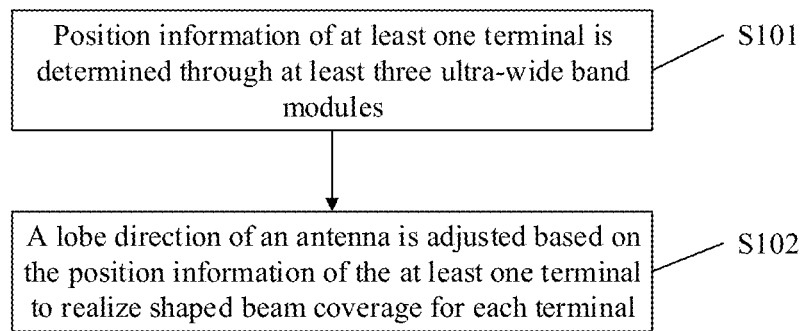 Position information of at least one terminal is
determined through at least three ultra-wide band
modules
S101
A lobe direction of an antenna is adjusted based on
the position information of the at least one terminal
to realize shaped beam coverage for each terminal
S102